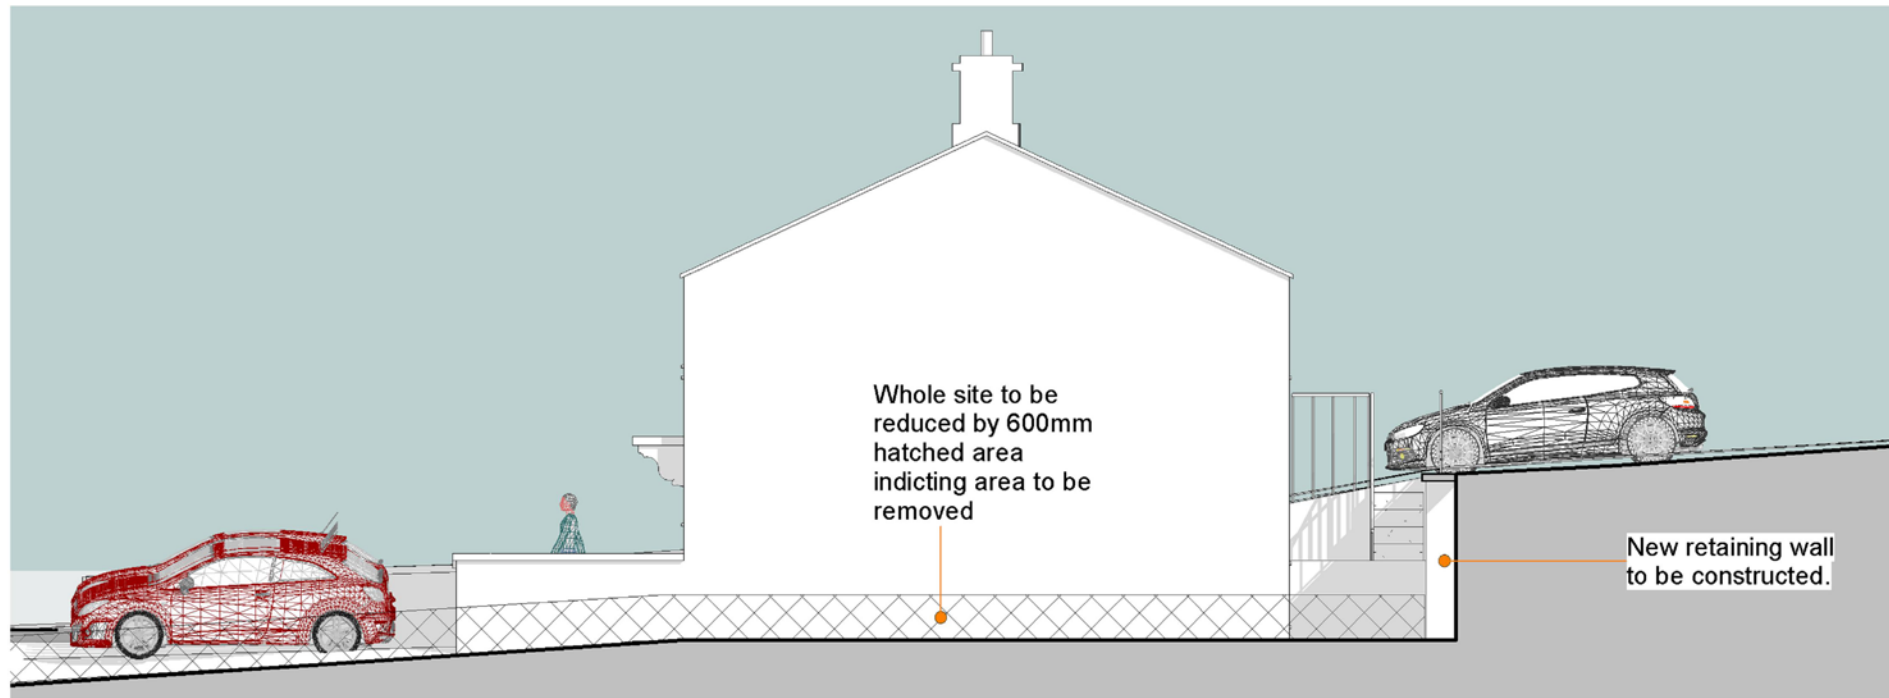 Whole site to be
reduced by 600mm
hatched area
indicting area to be
removed
New retaining wall
to be constructed.